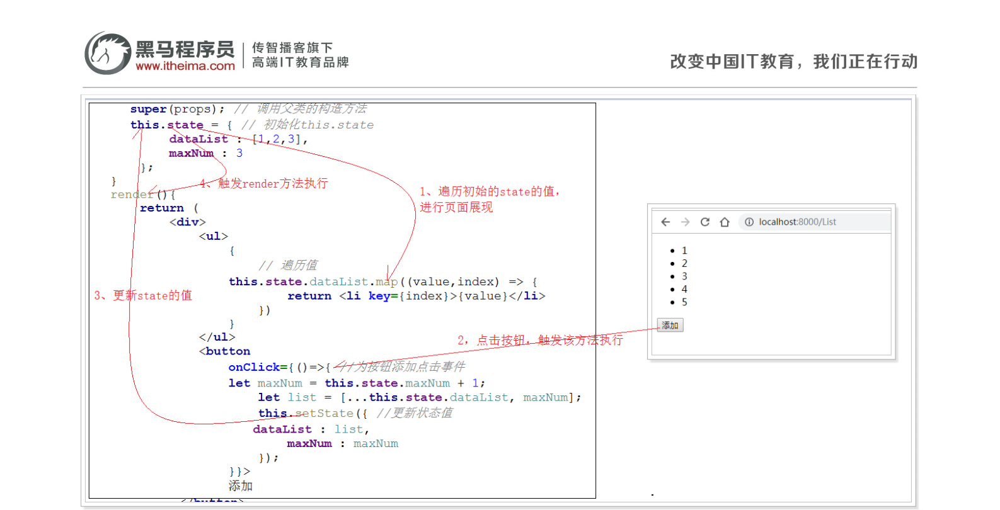 黑马程序员
www.itheima.com
传智播客旗下
高端IT教育品牌
改变中国IT教育，我们正在行动
super(props); // 调用父类的构造方法
this.state = { // 初始化this.state
dataList : [1,2,3],
maxNum : 3
};
}
4、触发render方法执行
render(){
return (
<div>
<ul>
{
// 遍历值
this.state.dataList.map((value,index) => {
return <li key={index}>{value}</li>
})
}
</ul>
<button
onClick={()=>{ //为按钮添加点击事件
let maxNum = this.state.maxNum + 1;
let list = [...this.state.dataList, maxNum];
this.setState({ //更新状态值
dataList : list,
maxNum : maxNum
});
}}>
添加
</button>
1、遍历初始的state的值，
进行页面展现
3、更新state的值
2，点击按钮，触发该方法执行
localhost:8000/List
1
2
3
4
5
添加